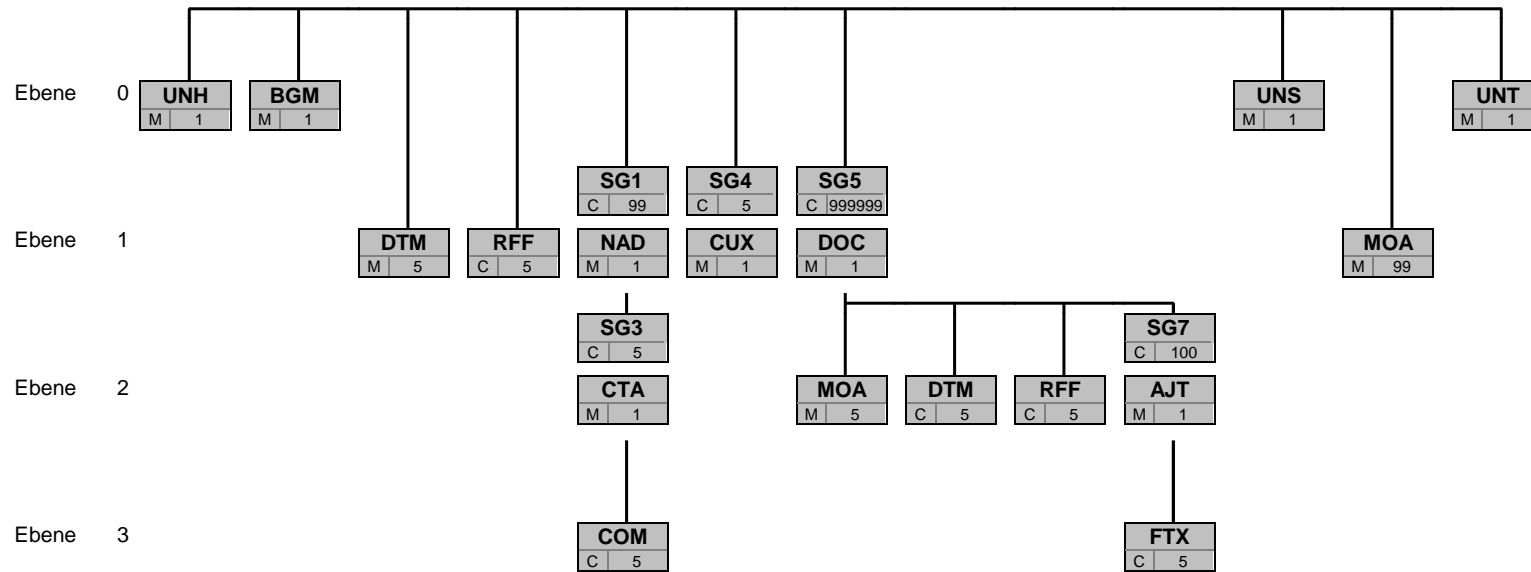 Ebene 0 UNH BGM UNS UNT
M 1 M 1 M 1 M 1
SG1 SG4 SG5
C 99 C 5 C 999999
Ebene 1 DTM RFF NAD CUX DOC MOA
M 5 C 5 M 1 M 1 M 1 M 99
SG3 SG7
C 5 C 100
Ebene 2 CTA MOA DTM RFF AJT
M 1 M 5 C 5 C 5 M 1
Ebene 3 COM FTX
C 5 C 5